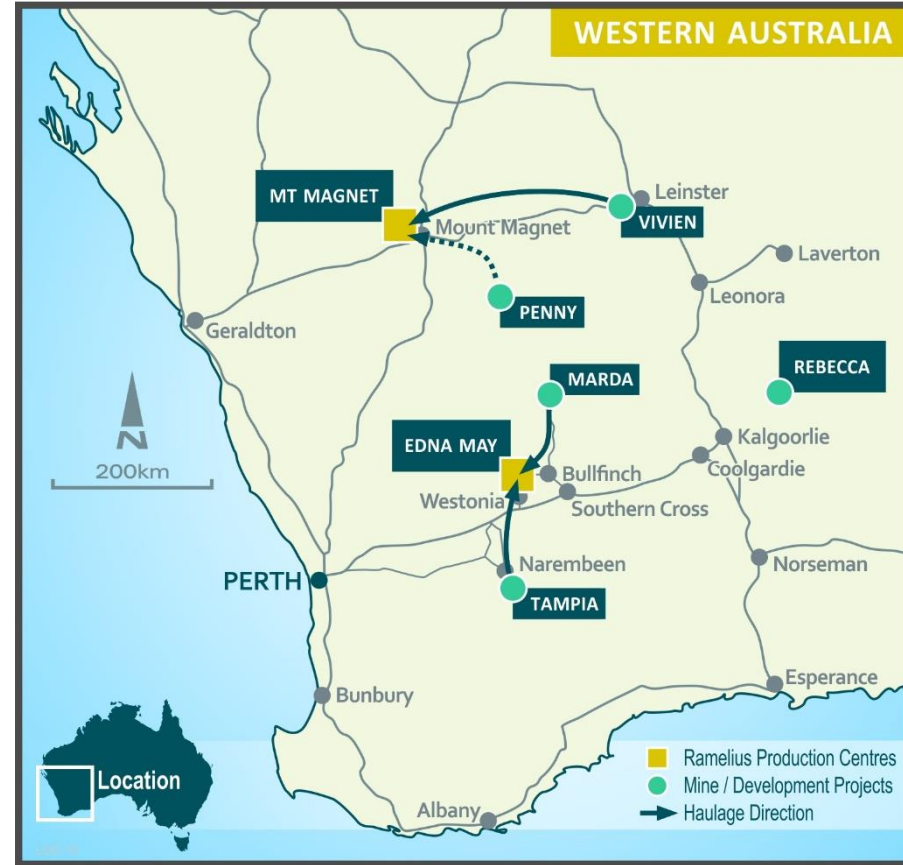 WESTERN AUSTRALIA
MT MAGNET
Leinster
VIVIEN
Mount Magnet
Laverton
Leonora
PENNY
Geraldton
REBECCA
MARDA
N
200km
EDNA MAY
Kalgoorlie
Coolgardie
Bullfinch
Westonia
Southern Cross
PERTH
Narembeen
Norseman
TAMPIA
Esperance
Bunbury
Location
Ramelius Production Centres
Mine / Development Projects
Haulage Direction
Albany